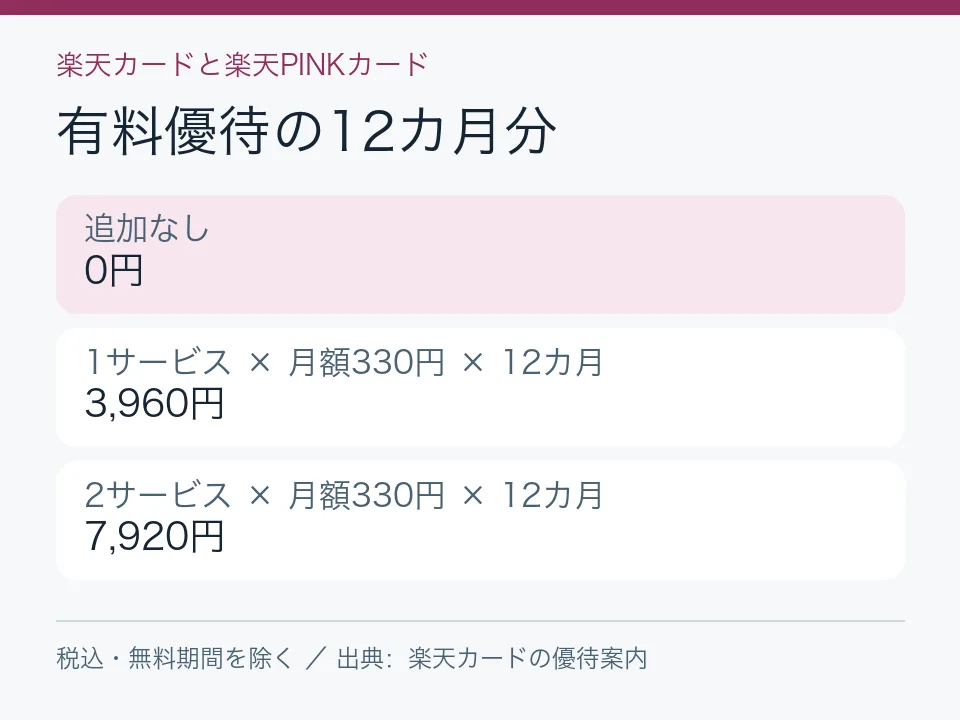 楽天カードと楽天PINKカード
有料優待の12カ月分
追加なし
0円
1サービス × 月額330円 × 12カ月
3,960円
2サービス × 月額330円 × 12カ月
7,920円
税込・無料期間を除く ／ 出典：楽天カードの優待案内